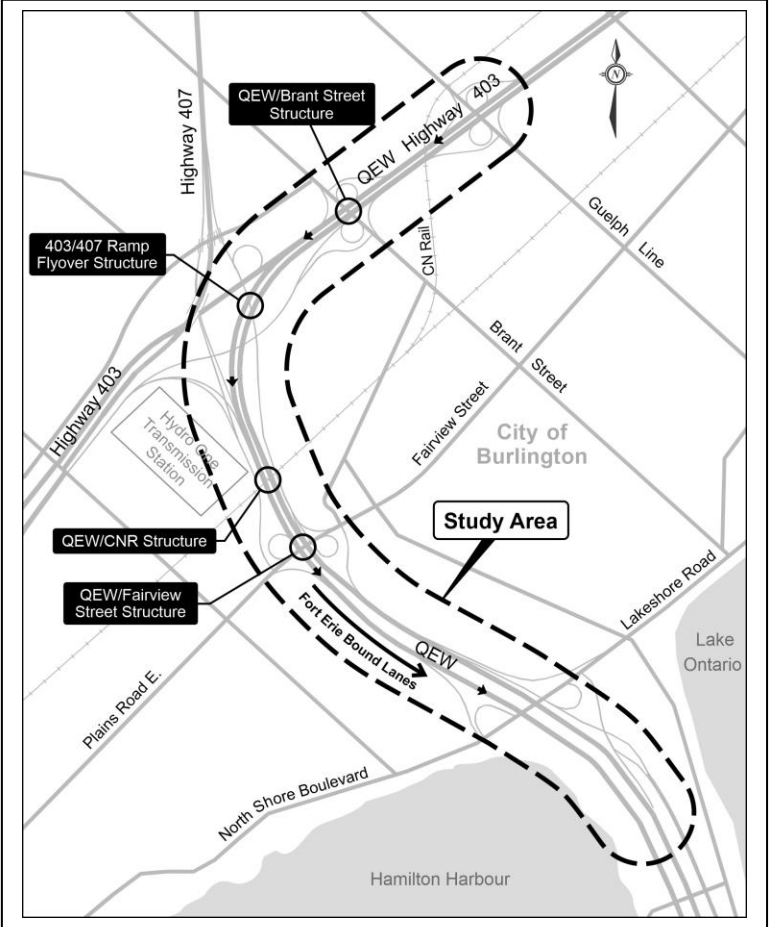 Highway 407
QEW/Brant Street
Structure
QEW Highway 403
N
403/407 Ramp
Flyover Structure
CN Rail
Guelph Line
Brant Street
Highway 403
Hydro One
Transmission
Station
Fairview Street
City of
Burlington
Study Area
QEW/CNR Structure
QEW/Fairview
Street Structure
Fort Erie Bound Lanes
QEW
Lakeshore Road
Lake
Ontario
Plains Road E.
North Shore Boulevard
Hamilton Harbour